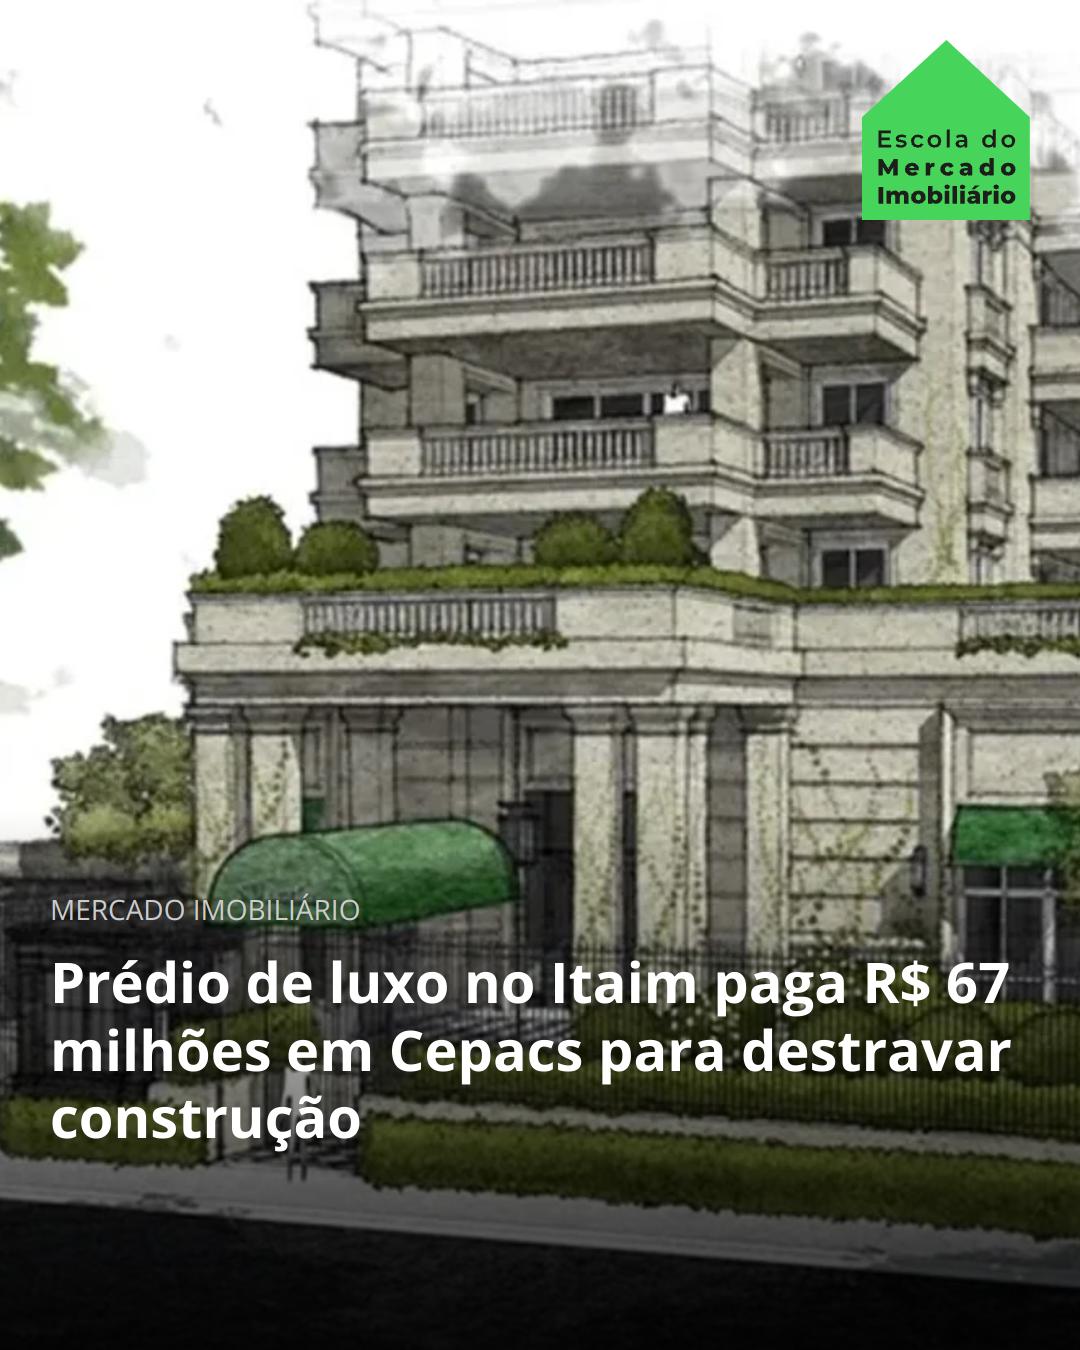 Escola do
Mercado
Imobiliário
MERCADO IMOBILIÁRIO
Prédio de luxo no Itaim paga R$ 67
milhões em Cepacs para destravar
construção